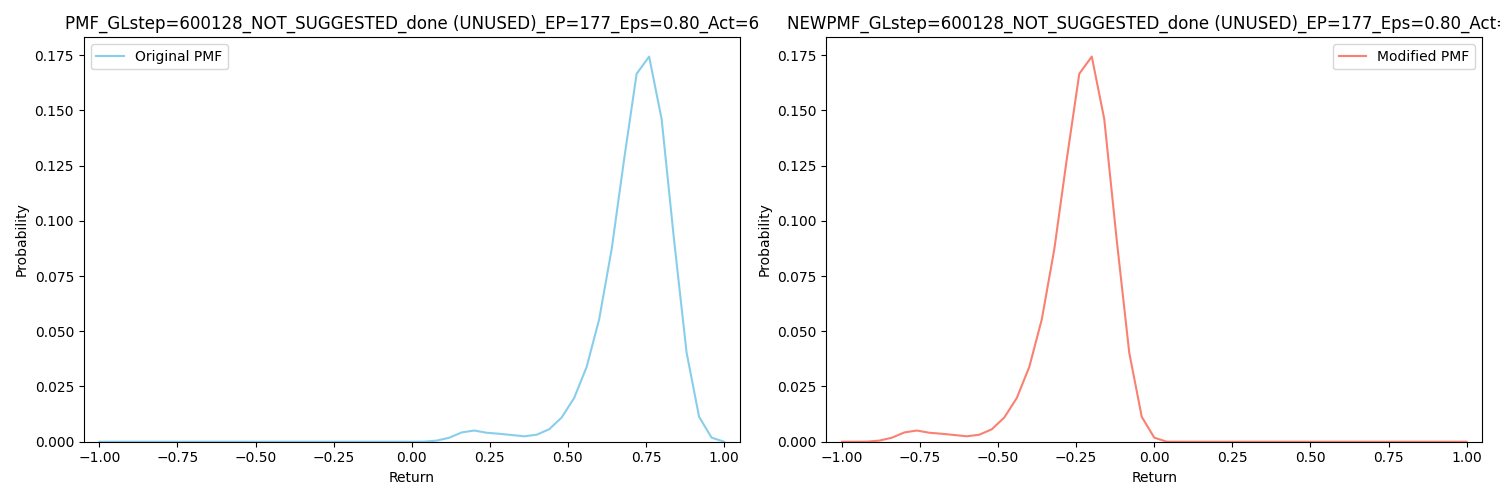 PMF_GLstep=600128_NOT_SUGGESTED_done (UNUSED)_EP=177_Eps=0.80_Act=6
Original PMF
0.175
0.150
0.125
0.100
0.075
0.050
0.025
0.000
Probability
−1.00 −0.75 −0.50 −0.25 0.00 0.25 0.50 0.75 1.00
Return
NEWPMF_GLstep=600128_NOT_SUGGESTED_done (UNUSED)_EP=177_Eps=0.80_Act=
Modified PMF
0.175
0.150
0.125
0.100
0.075
0.050
0.025
0.000
Probability
−1.00 −0.75 −0.50 −0.25 0.00 0.25 0.50 0.75 1.00
Return